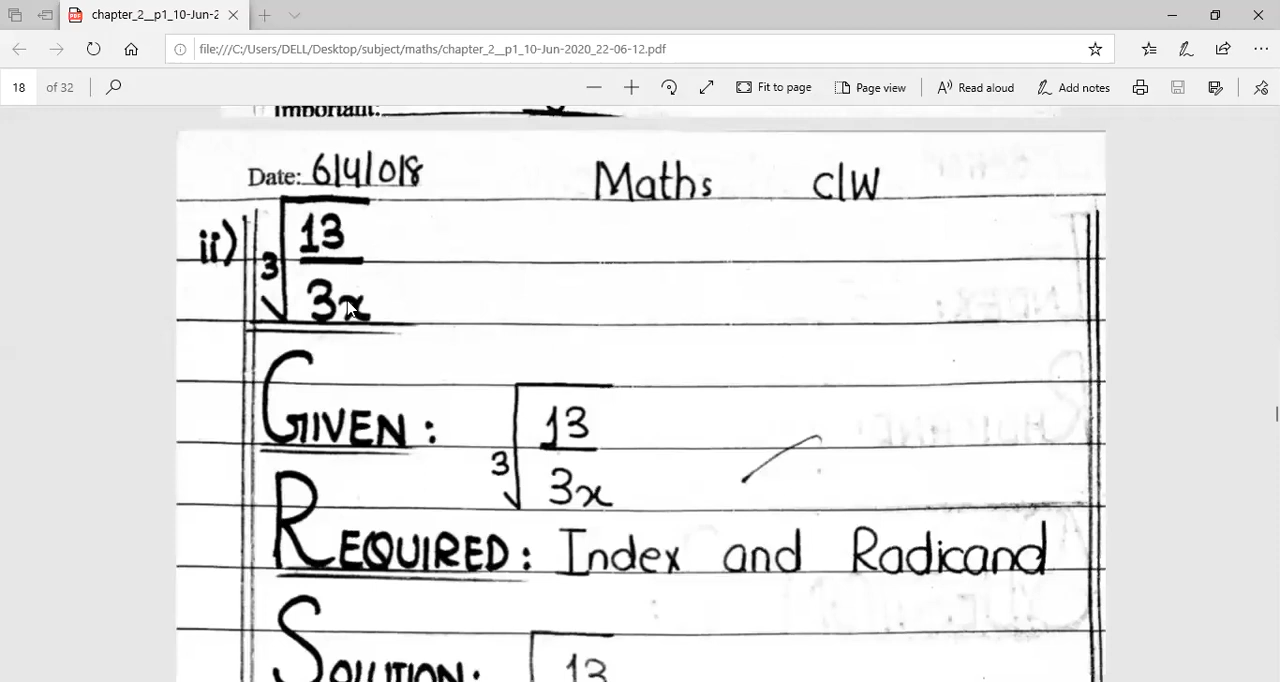 chapter_2__p1_10-Jun-2
file:///C:/Users/DELL/Desktop/subject/maths/chapter_2__p1_10-Jun-2020_22-06-12.pdf
18 of 32 Fit to page Page view Read aloud Add notes
Important:
Date: 6/4/018 Maths C/W
ii) ∛(13/3x)
GIVEN: ∛(13/3x)
REQUIRED: Index and Radicand
SOLUTION: 13